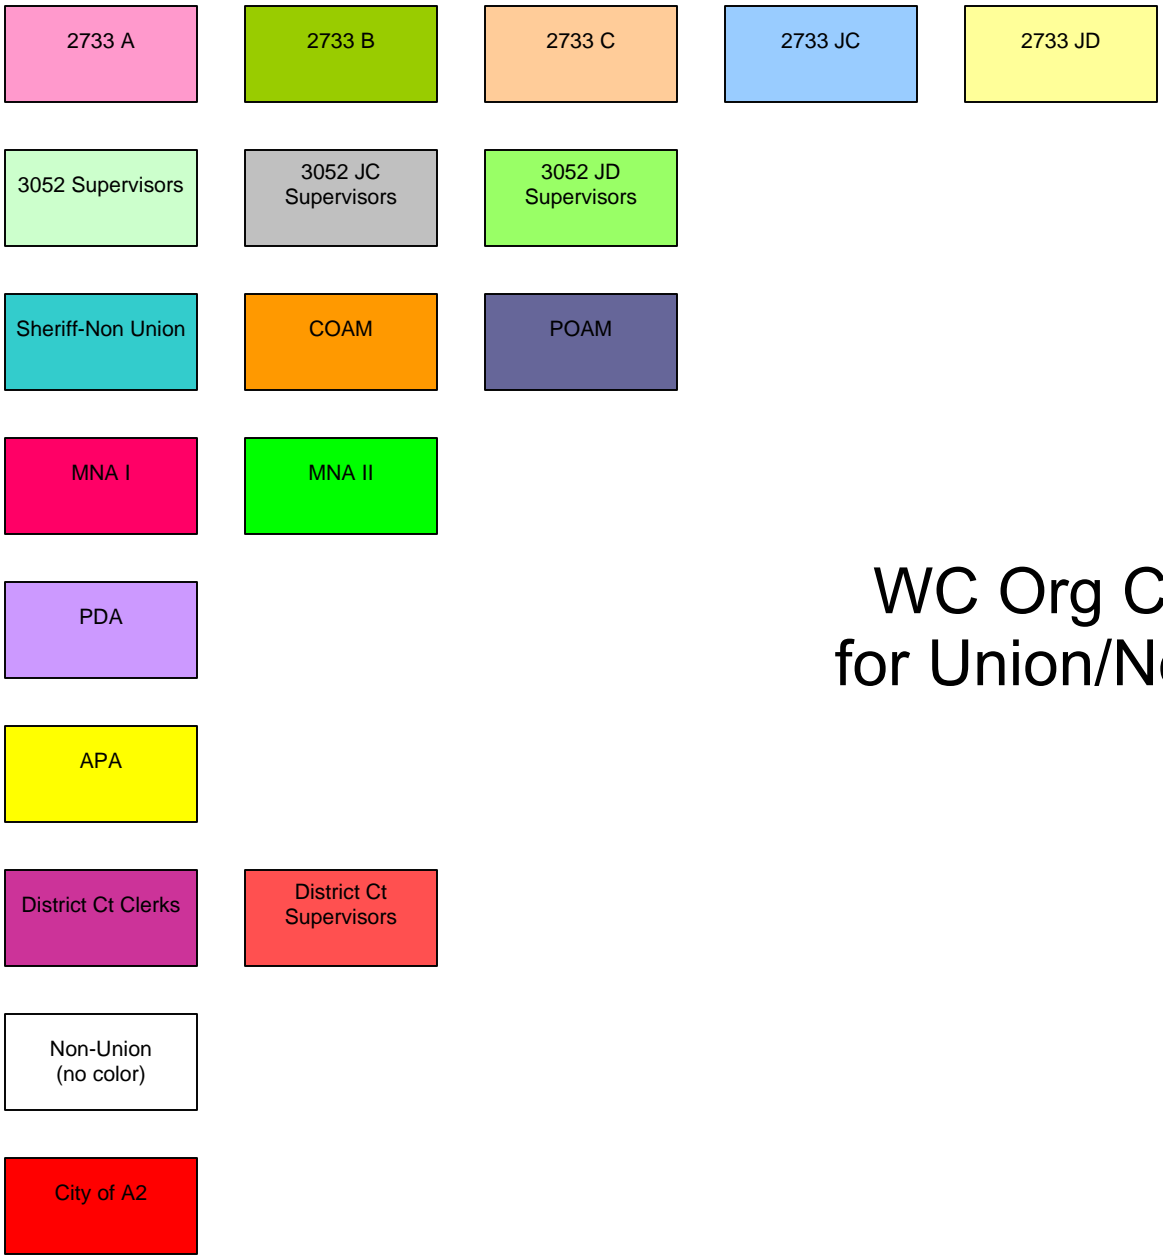 2733 A
2733 B
2733 C
2733 JC
2733 JD
3052 Supervisors
3052 JC
Supervisors
3052 JD
Supervisors
Sheriff-Non Union
COAM
POAM
MNA I
MNA II
PDA
WC Org C
for Union/N
APA
District Ct Clerks
District Ct
Supervisors
Non-Union
(no color)
City of A2